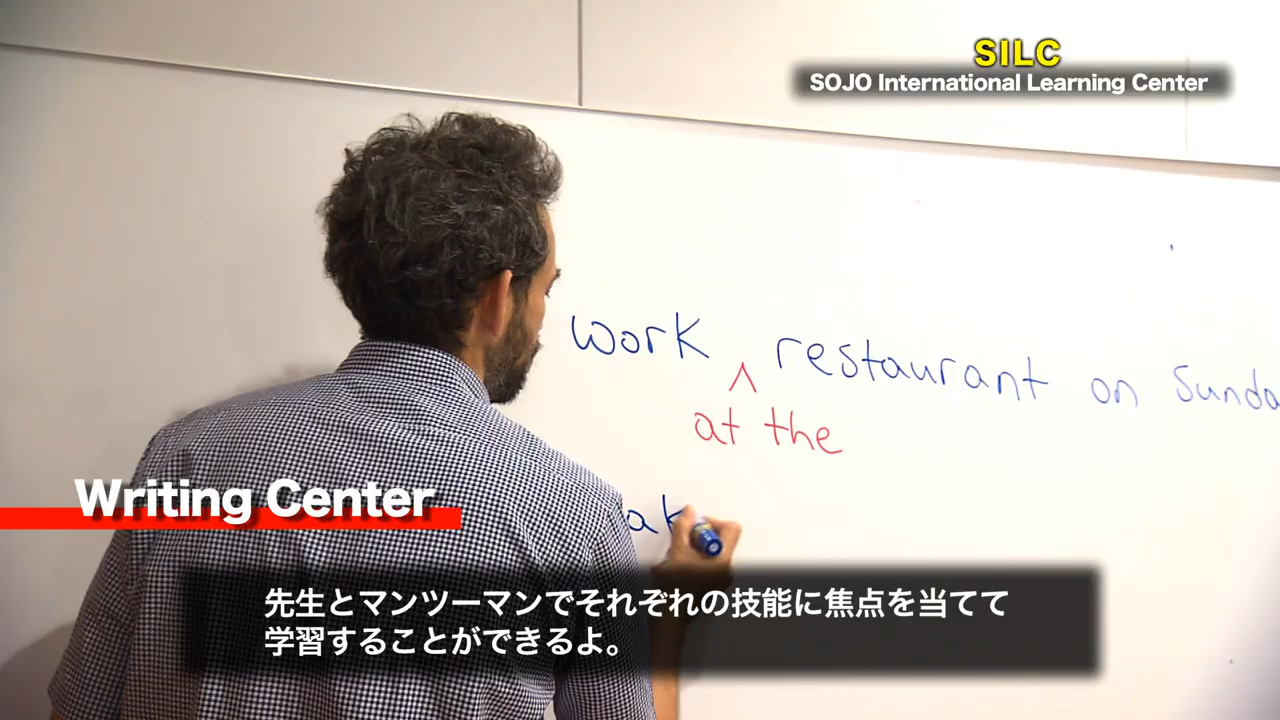 SILC
SOJO International Learning Center
work restaurant on Sunda
^
at the
ak
Writing Center
先生とマンツーマンでそれぞれの技能に焦点を当てて
学習することができるよ。